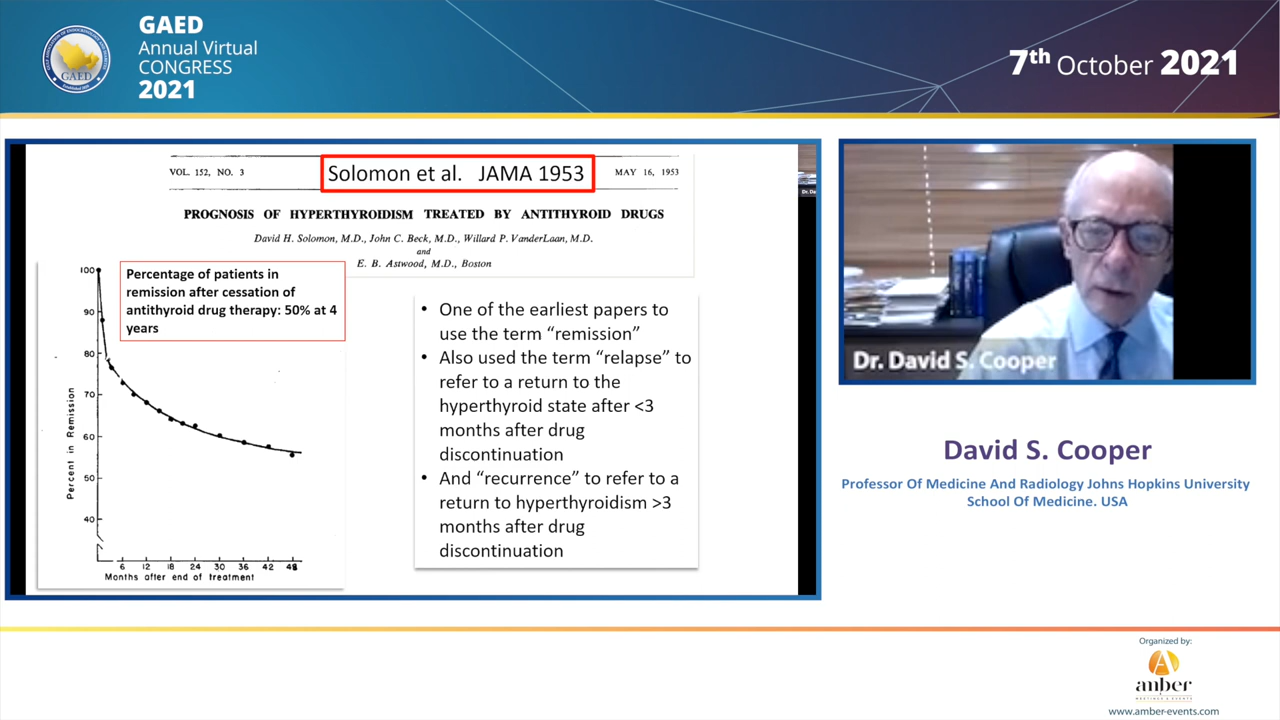 GAED
Annual Virtual
CONGRESS
2021
7th October 2021
GAED
VOL. 152, NO. 3
Solomon et al. JAMA 1953
MAY 16, 1953
PROGNOSIS OF HYPERTHYROIDISM TREATED BY ANTITHYROID DRUGS
David H. Solomon, M.D., John C. Beck, M.D., Willard P. VanderLaan, M.D.
and
E. B. Astwood, M.D., Boston
Percentage of patients in
remission after cessation of
antithyroid drug therapy: 50% at 4
years
100
90
80
70
60
50
40
Percent in Remission
6 12 18 24 30 36 42 48
Months after end of treatment
• One of the earliest papers to
use the term “remission”
• Also used the term “relapse” to
refer to a return to the
hyperthyroid state after <3
months after drug
discontinuation
• And “recurrence” to refer to a
return to hyperthyroidism >3
months after drug
discontinuation
Dr. David S. Cooper
David S. Cooper
Professor Of Medicine And Radiology Johns Hopkins University
School Of Medicine. USA
Organized by:
anber
www.amber-events.com